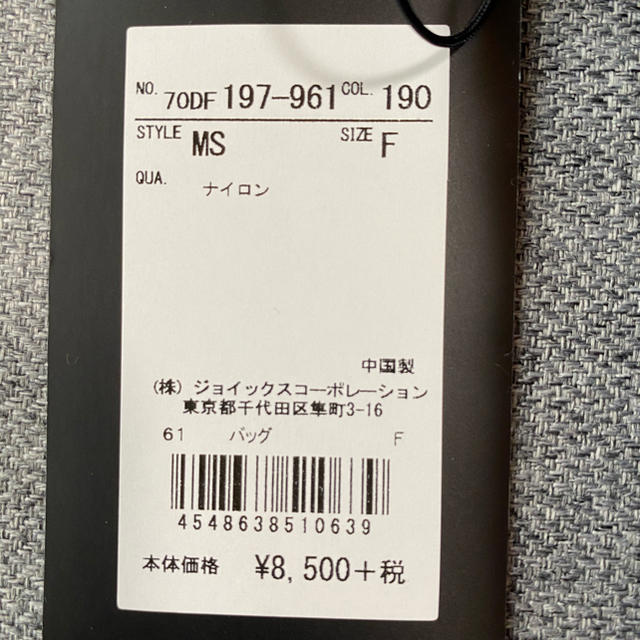 NO. 70DF 197-961 COL. 190
STYLE MS SIZE F
QUA. ナイロン
中国製
(株) ジョイックスコーポレーション
東京都千代田区隼町3-16
61 バッグ F
4548638510639
本体価格 ¥8,500+税